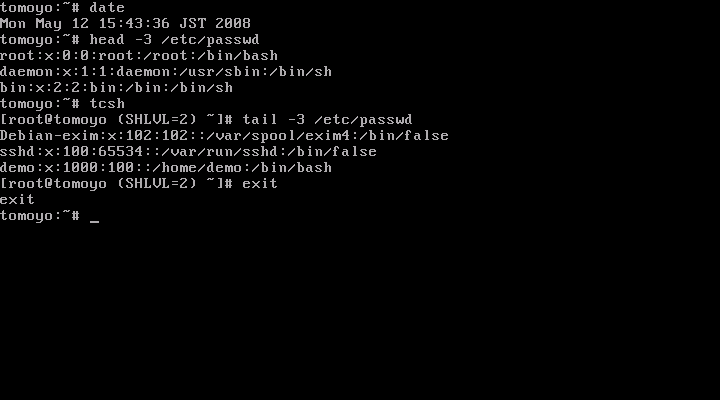 tomoyo:~# date
Mon May 12 15:43:36 JST 2008
tomoyo:~# head -3 /etc/passwd
root:x:0:0:root:/root:/bin/bash
daemon:x:1:1:daemon:/usr/sbin:/bin/sh
bin:x:2:2:bin:/bin:/bin/sh
tomoyo:~# tcsh
[root@tomoyo (SHLVL=2) ~]# tail -3 /etc/passwd
Debian-exim:x:102:102::/var/spool/exim4:/bin/false
sshd:x:100:65534::/var/run/sshd:/bin/false
demo:x:1000:100::/home/demo:/bin/bash
[root@tomoyo (SHLVL=2) ~]# exit
exit
tomoyo:~# _